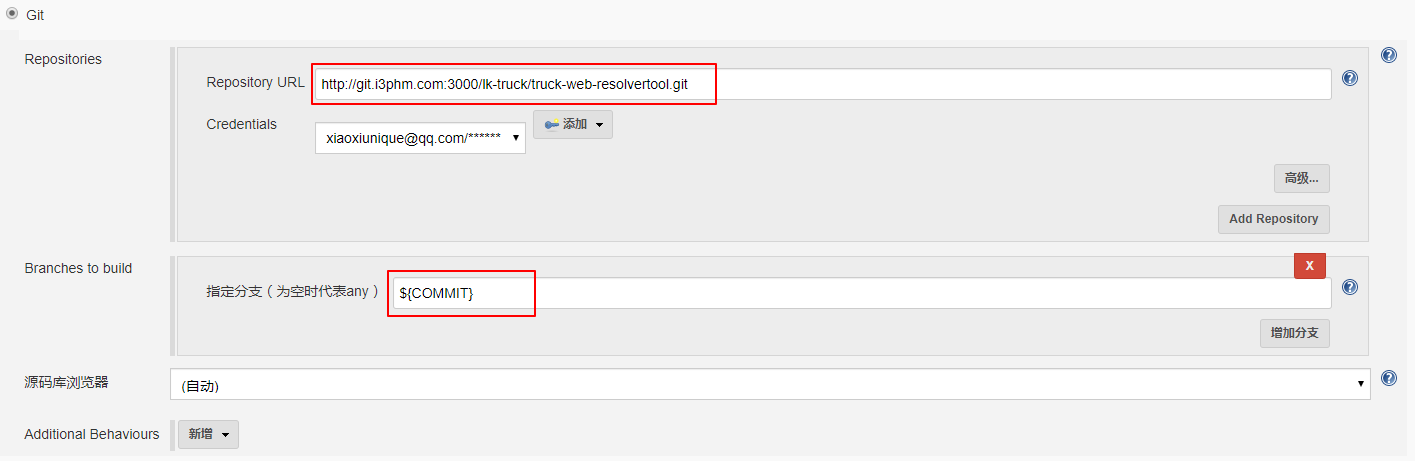 Git
Repositories
Repository URL http://git.i3phm.com:3000/lk-truck/truck-web-resolvertool.git
Credentials xiaoxiunique@qq.com/****** 添加
高级...
Add Repository
Branches to build
X
指定分支（为空时代表any） ${COMMIT}
增加分支
源码库浏览器 (自动)
Additional Behaviours 新增